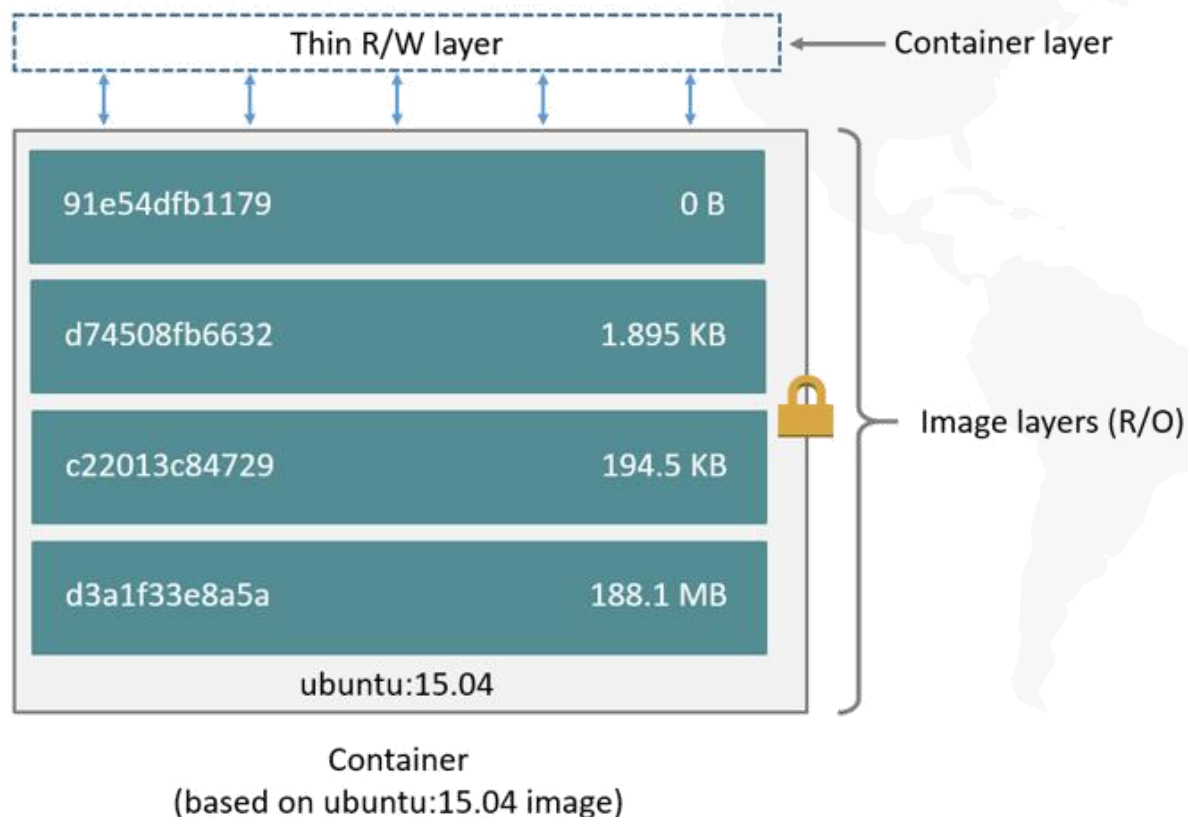 Thin R/W layer
Container layer
91e54dfb1179 0 B
d74508fb6632 1.895 KB
c22013c84729 194.5 KB
Image layers (R/O)
d3a1f33e8a5a 188.1 MB
ubuntu:15.04
Container
(based on ubuntu:15.04 image)